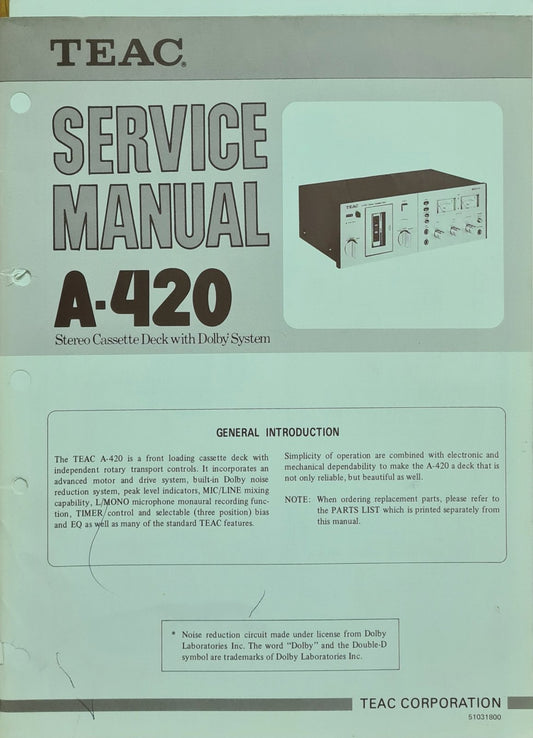 TEAC®
SERVICE
MANUAL
A-420
Stereo Cassette Deck with Dolby* System
TEAC
GENERAL INTRODUCTION
The TEAC A-420 is a front loading cassette deck with
independent rotary transport controls. It incorporates an
advanced motor and drive system, built-in Dolby noise
reduction system, peak level indicators, MIC/LINE mixing
capability, L/MONO microphone monaural recording func-
tion, TIMER control and selectable (three position) bias
and EQ as well as many of the standard TEAC features.
Simplicity of operation are combined with electronic and
mechanical dependability to make the A-420 a deck that is
not only reliable, but beautiful as well.
NOTE: When ordering replacement parts, please refer to
the PARTS LIST which is printed separately from
this manual.
* Noise reduction circuit made under license from Dolby
Laboratories Inc. The word "Dolby" and the Double-D
symbol are trademarks of Dolby Laboratories Inc.
TEAC CORPORATION
51031800